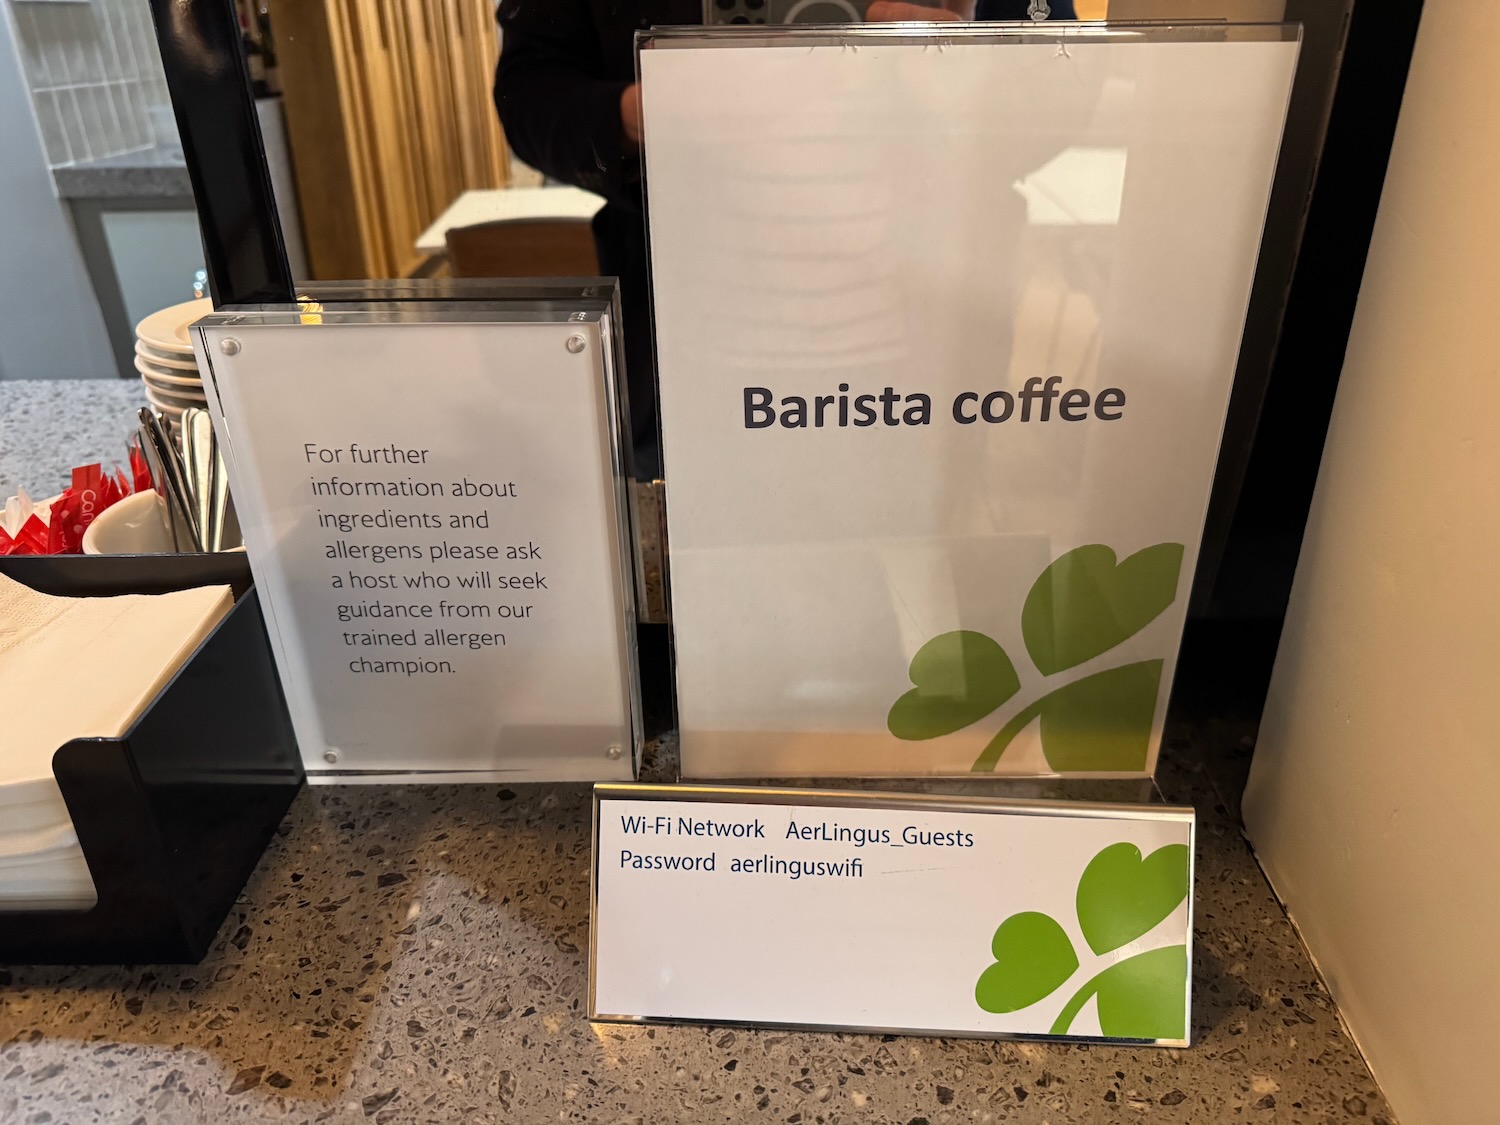 For further
information about
ingredients and
allergens please ask
a host who will seek
guidance from our
trained allergen
champion.
Barista coffee
Wi-Fi Network AerLingus_Guests
Password aerlinguswifi